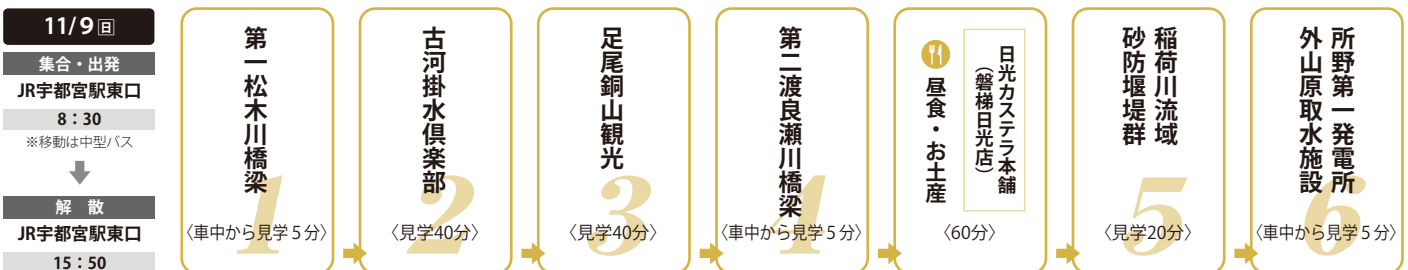 11/9日
集合・出発
JR宇都宮駅東口
8：30
※移動は中型バス
解 散
JR宇都宮駅東口
15：50
第一松木川橋梁
1
〈車中から見学5分〉
古河掛水倶楽部
2
〈見学40分〉
足尾銅山観光
3
〈見学40分〉
第二渡良瀬川橋梁
4
〈車中から見学5分〉
日光カステラ本舗
（磐梯日光店）
昼食・お土産
〈60分〉
稲荷川流域
砂防堰堤群
5
〈見学20分〉
所野第一発電所
外山原取水施設
6
〈車中から見学5分〉